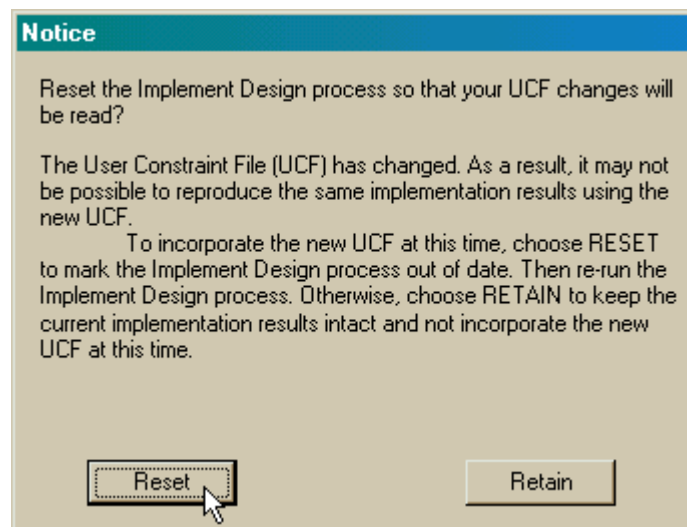 Notice
Reset the Implement Design process so that your UCF changes will
be read?
The User Constraint File (UCF) has changed. As a result, it may not
be possible to reproduce the same implementation results using the
new UCF.
To incorporate the new UCF at this time, choose RESET
to mark the Implement Design process out of date. Then re-run the
Implement Design process. Otherwise, choose RETAIN to keep the
current implementation results intact and not incorporate the new
UCF at this time.
Reset Retain